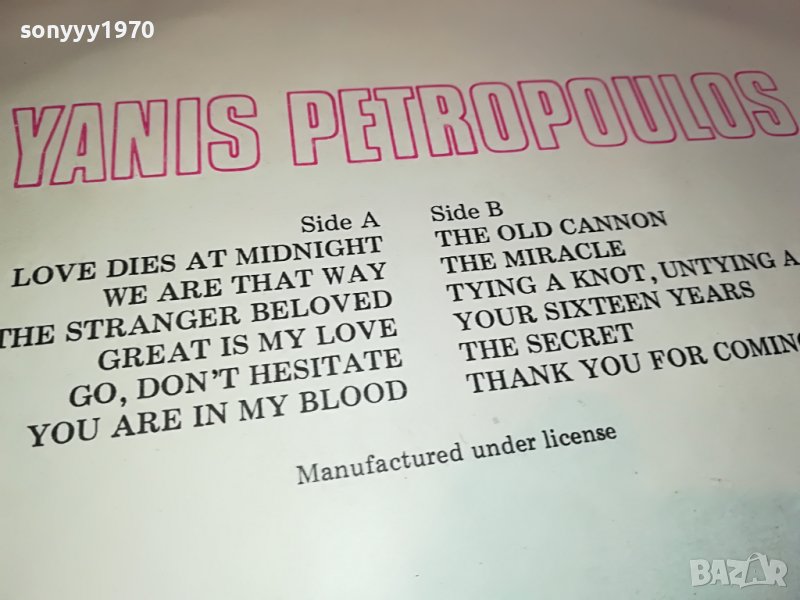 sonyyy1970
YANIS PETROPOULOS
Side A
LOVE DIES AT MIDNIGHT
WE ARE THAT WAY
THE STRANGER BELOVED
GREAT IS MY LOVE
GO, DON'T HESITATE
YOU ARE IN MY BLOOD
Side B
THE OLD CANNON
THE MIRACLE
TYING A KNOT, UNTYING A
YOUR SIXTEEN YEARS
THE SECRET
THANK YOU FOR COMING
Manufactured under license
BAZAR